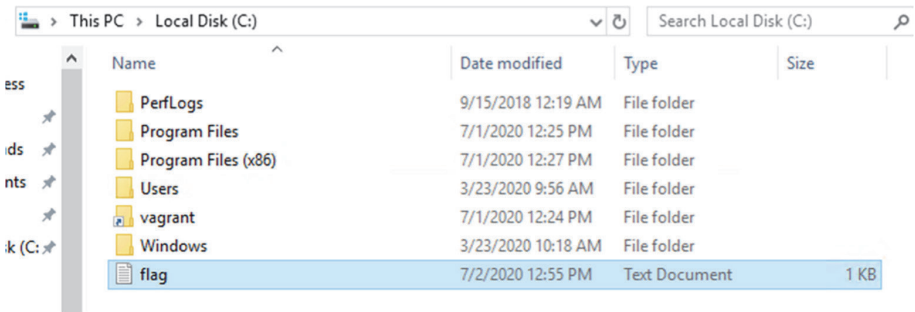 This PC > Local Disk (C:)
Search Local Disk (C:)
Name Date modified Type Size
PerfLogs 9/15/2018 12:19 AM File folder
Program Files 7/1/2020 12:25 PM File folder
Program Files (x86) 7/1/2020 12:27 PM File folder
Users 3/23/2020 9:56 AM File folder
vagrant 7/1/2020 12:24 PM File folder
Windows 3/23/2020 10:18 AM File folder
flag 7/2/2020 12:55 PM Text Document 1 KB